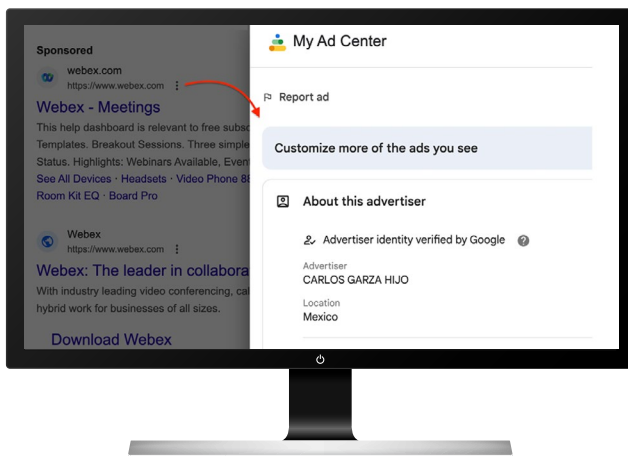 Sponsored
webex.com
https://www.webex.com
Webex - Meetings
This help dashboard is relevant to free subsc
Templates. Breakout Sessions. Three simple
Status. Highlights: Webinars Available, Even
See All Devices · Headsets · Video Phone 8
Room Kit EQ · Board Pro
Webex
https://www.webex.com
Webex: The leader in collabora
With industry leading video conferencing, cal
hybrid work for businesses of all sizes.
Download Webex
My Ad Center
Report ad
Customize more of the ads you see
About this advertiser
Advertiser identity verified by Google
Advertiser
CARLOS GARZA HIJO
Location
Mexico